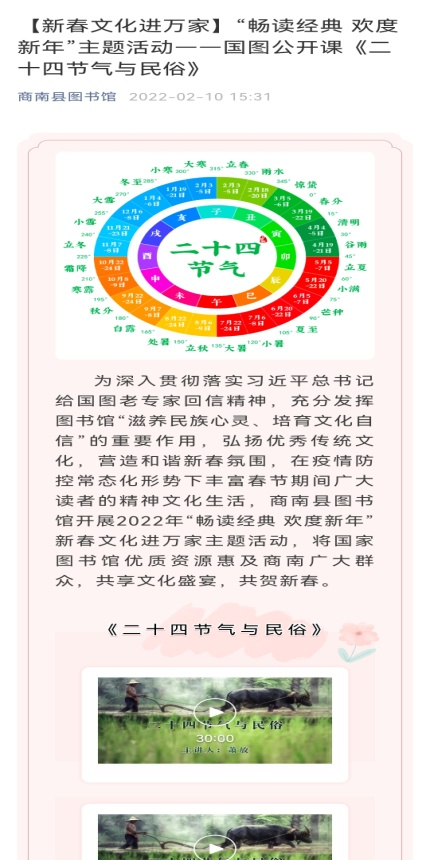 【新春文化进万家】“畅读经典 欢度
新年”主题活动——国图公开课《二
十四节气与民俗》
商南县图书馆 2022-02-10 15:31
二十四
节气
大寒
立春
雨水
惊蛰
春分
清明
谷雨
立夏
小满
芒种
夏至
小暑
大暑
立秋
处暑
白露
秋分
寒露
霜降
立冬
小雪
大雪
冬至
小寒
子
丑
寅
卯
辰
巳
午
未
申
酉
戌
亥
为深入贯彻落实习近平总书记
给国图老专家回信精神，充分发挥
图书馆“滋养民族心灵、培育文化自
信”的重要作用，弘扬优秀传统文
化，营造和谐新春氛围，在疫情防
控常态化形势下丰富春节期间广大
读者的精神文化生活，商南县图书
馆开展2022年“畅读经典 欢度新年”
新春文化进万家主题活动，将国家
图书馆优质资源惠及商南广大群
众，共享文化盛宴，共贺新春。
《二十四节气与民俗》
二十四节气与民俗
30:00
主讲人：萧放